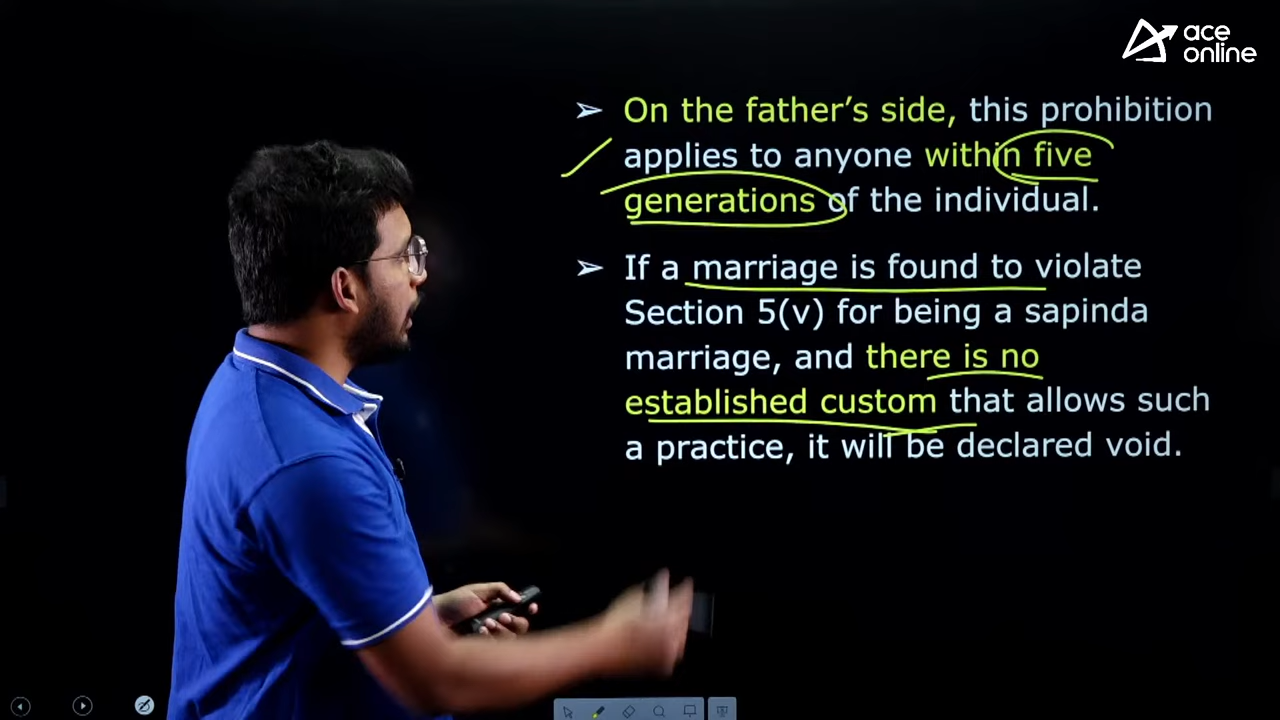 ace
online
➢ On the father’s side, this prohibition
applies to anyone within five
generations of the individual.
➢ If a marriage is found to violate
Section 5(v) for being a sapinda
marriage, and there is no
established custom that allows such
a practice, it will be declared void.